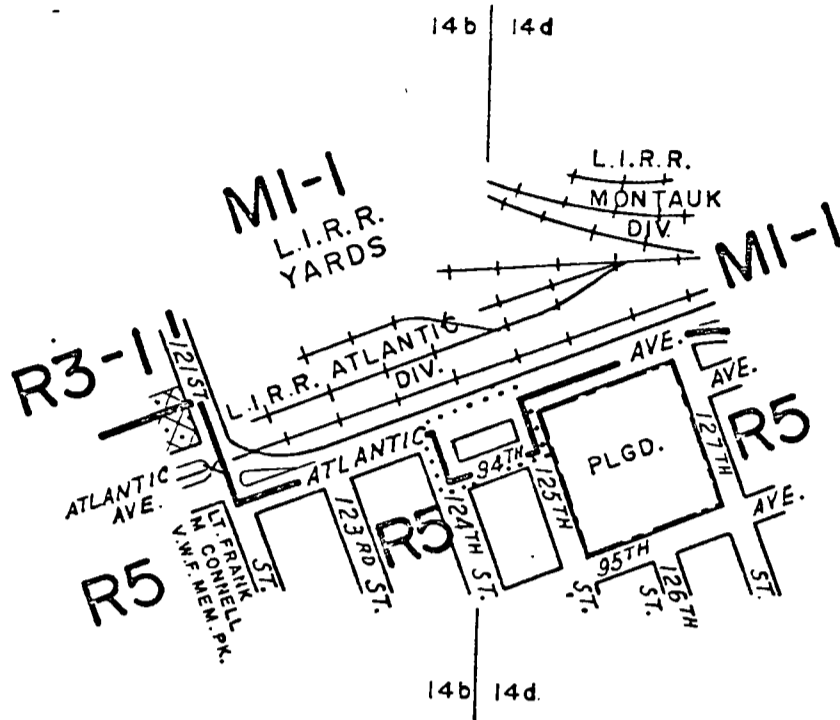 14b 14d
L.I.R.R.
MONTAUK
DIV.
M1-1
L.I.R.R.
YARDS
M1-1
R3-1
121 ST
L.I.R.R. ATLANTIC
DIV.
AVE.
AVE.
ATLANTIC
94TH
PLGD.
127TH
R5
ATLANTIC
AVE.
123RD
R5
124TH
125TH
AVE.
95TH
R5
LT. FRANK
M CONNELL
V.W.F. MEM. PK.
ST.
ST.
ST.
ST.
ST.
126TH
ST.
14b 14d.